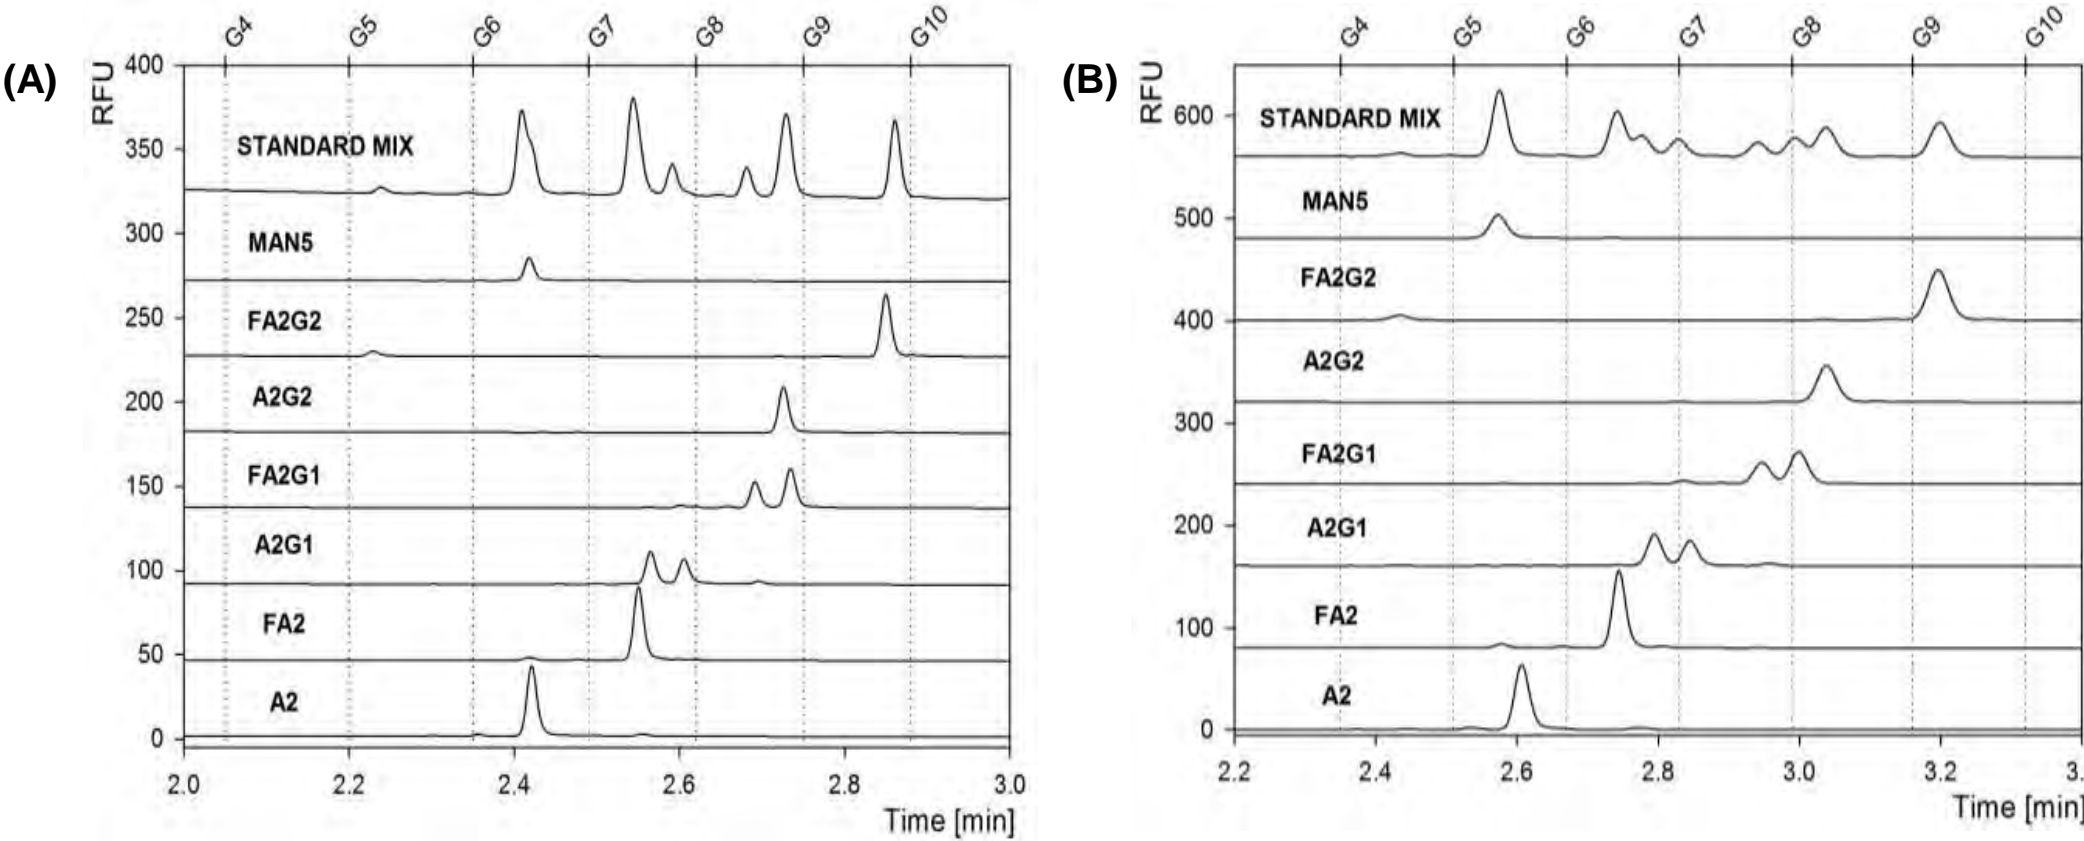 (A)
G4 G5 G6 G7 G8 G9 G10
RFU
400
350
300
250
200
150
100
50
0
STANDARD MIX
MAN5
FA2G2
A2G2
FA2G1
A2G1
FA2
A2
2.0 2.2 2.4 2.6 2.8 3.0
Time [min]
(B)
G4 G5 G6 G7 G8 G9 G10
RFU
600
500
400
300
200
100
0
STANDARD MIX
MAN5
FA2G2
A2G2
FA2G1
A2G1
FA2
A2
2.2 2.4 2.6 2.8 3.0 3.2 3.
Time [min]